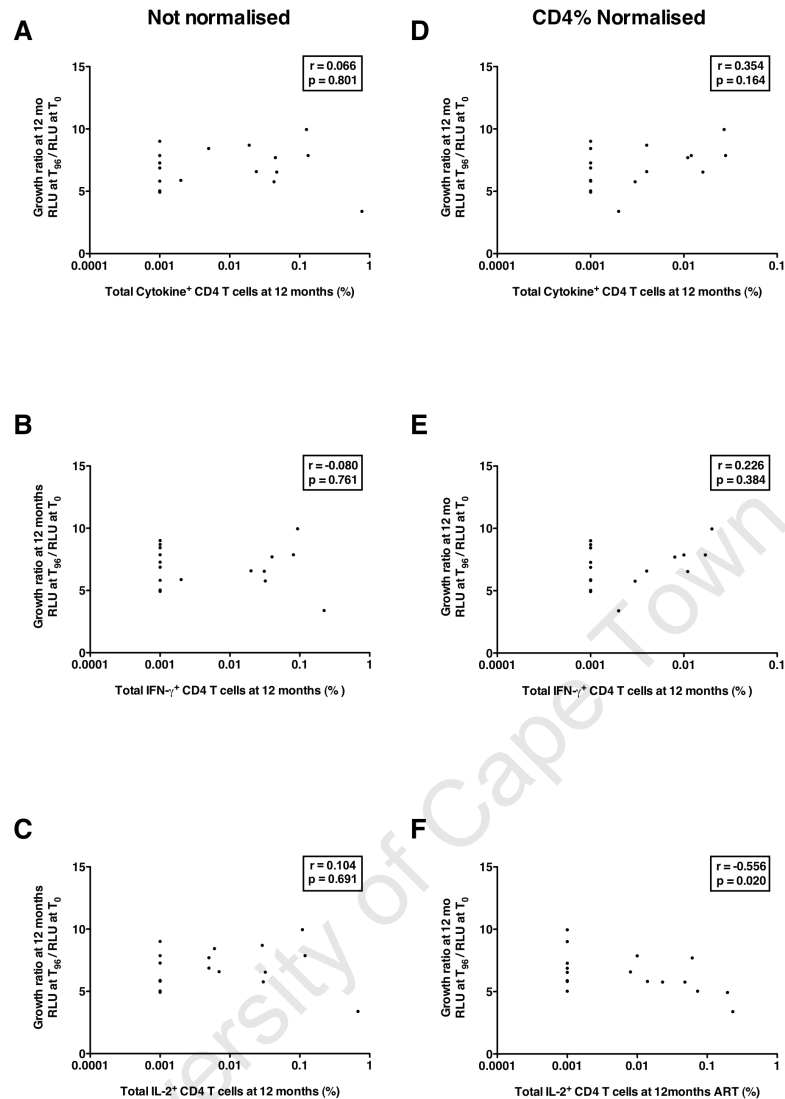 Not normalised
CD4% Normalised
A
r = 0.066
p = 0.801
Growth ratio at 12 mo
RLU at T96 / RLU at T0
15
10
5
0
0.0001
0.001
0.01
0.1
1
Total Cytokine+ CD4 T cells at 12 months (%)
D
r = 0.354
p = 0.164
Growth ratio at 12 mo
RLU at T96 / RLU at T0
15
10
5
0
0.0001
0.001
0.01
0.1
Total Cytokine+ CD4 T cells at 12 months (%)
B
r = -0.080
p = 0.761
Growth ratio at 12 months
RLU at T96 / RLU at T0
15
10
5
0
0.0001
0.001
0.01
0.1
1
Total IFN-γ+ CD4 T cells at 12 months (% )
E
r = 0.226
p = 0.384
Growth ratio at 12 mo
RLU at T96 / RLU at T0
15
10
5
0
0.0001
0.001
0.01
0.1
Total IFN-γ+ CD4 T cells at 12 months (% )
C
r = 0.104
p = 0.691
Growth ratio at 12 months
RLU at T96 / RLU at T0
15
10
5
0
0.0001
0.001
0.01
0.1
1
Total IL-2+ CD4 T cells at 12 months (%)
F
r = -0.556
p = 0.020
Growth ratio at 12 mo
RLU at T96 / RLU at T0
15
10
5
0
0.0001
0.001
0.01
0.1
1
Total IL-2+ CD4 T cells at 12months ART (%)
versity of Cape Town